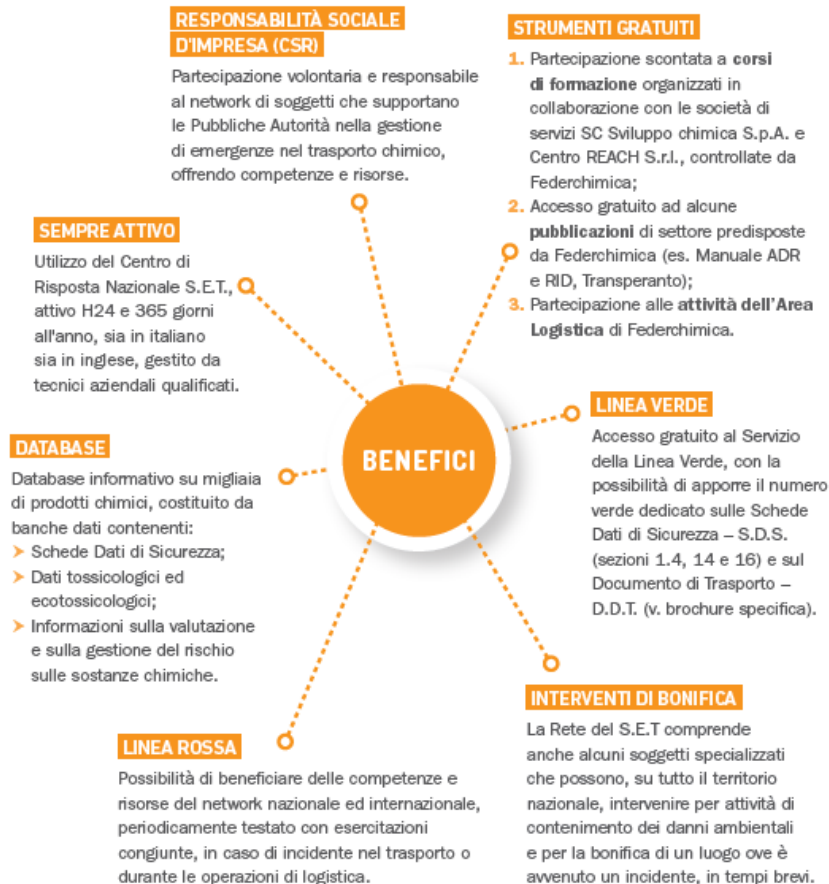 RESPONSABILITÀ SOCIALE
D'IMPRESA (CSR)
Partecipazione volontaria e responsabile
al network di soggetti che supportano
le Pubbliche Autorità nella gestione
di emergenze nel trasporto chimico,
offrendo competenze e risorse.
STRUMENTI GRATUITI
1. Partecipazione scontata a corsi
di formazione organizzati in
collaborazione con le società di
servizi SC Sviluppo chimica S.p.A. e
Centro REACH S.r.l., controllate da
Federchimica;
2. Accesso gratuito ad alcune
pubblicazioni di settore predisposte
da Federchimica (es. Manuale ADR
e RID, Transperanto);
3. Partecipazione alle attività dell'Area
Logistica di Federchimica.
SEMPRE ATTIVO
Utilizzo del Centro di
Risposta Nazionale S.E.T.,
attivo H24 e 365 giorni
all'anno, sia in italiano
sia in inglese, gestito da
tecnici aziendali qualificati.
BENEFICI
LINEA VERDE
Accesso gratuito al Servizio
della Linea Verde, con la
possibilità di apporre il numero
verde dedicato sulle Schede
Dati di Sicurezza – S.D.S.
(sezioni 1.4, 14 e 16) e sul
Documento di Trasporto –
D.D.T. (v. brochure specifica).
DATABASE
Database informativo su migliaia
di prodotti chimici, costituito da
banche dati contenenti:
➤ Schede Dati di Sicurezza;
➤ Dati tossicologici ed
ecotossicologici;
➤ Informazioni sulla valutazione
e sulla gestione del rischio
sulle sostanze chimiche.
LINEA ROSSA
Possibilità di beneficiare delle competenze e
risorse del network nazionale ed internazionale,
periodicamente testato con esercitazioni
congiunte, in caso di incidente nel trasporto o
durante le operazioni di logistica.
INTERVENTI DI BONIFICA
La Rete del S.E.T comprende
anche alcuni soggetti specializzati
che possono, su tutto il territorio
nazionale, intervenire per attività di
contenimento dei danni ambientali
e per la bonifica di un luogo ove è
avvenuto un incidente, in tempi brevi.